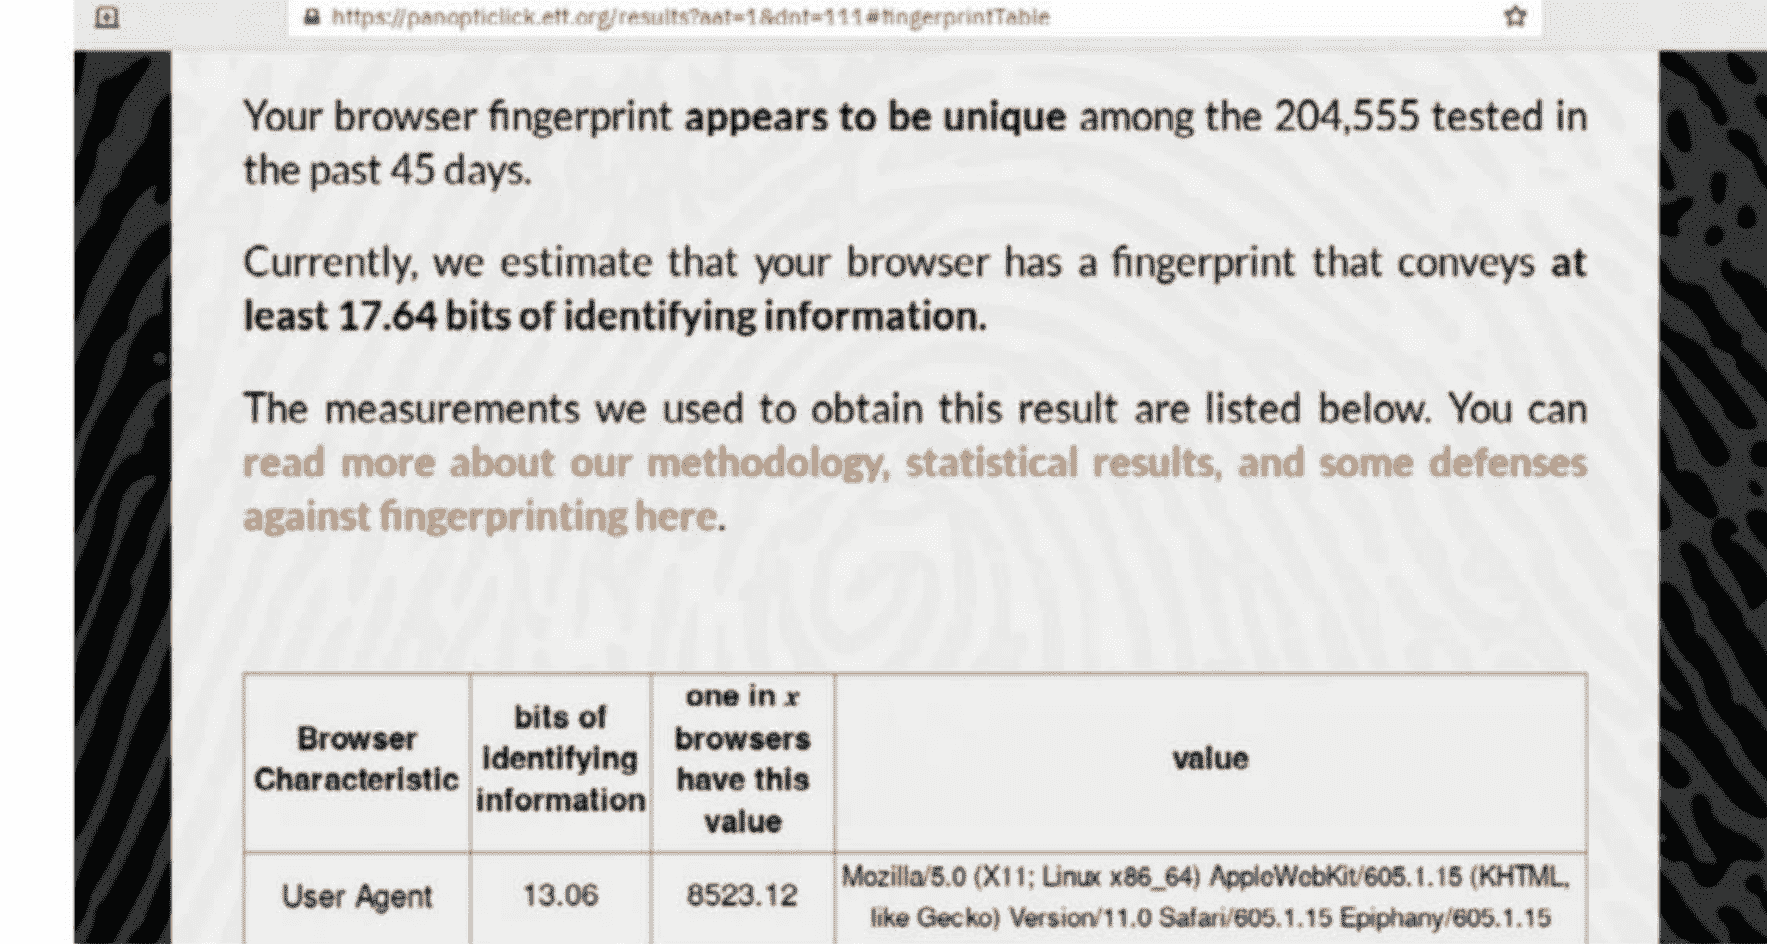 https://panopticlick.eff.org/results?aat=1&dnt=111#fingerprintTable
Your browser fingerprint appears to be unique among the 204,555 tested in
the past 45 days.
Currently, we estimate that your browser has a fingerprint that conveys at
least 17.64 bits of identifying information.
The measurements we used to obtain this result are listed below. You can
read more about our methodology, statistical results, and some defenses
against fingerprinting here.
Browser
Characteristic
bits of
identifying
information
one in x
browsers
have this
value
value
User Agent
13.06
8523.12
Mozilla/5.0 (X11; Linux x86_64) AppleWebKit/605.1.15 (KHTML,
like Gecko) Version/11.0 Safari/605.1.15 Epiphany/605.1.15